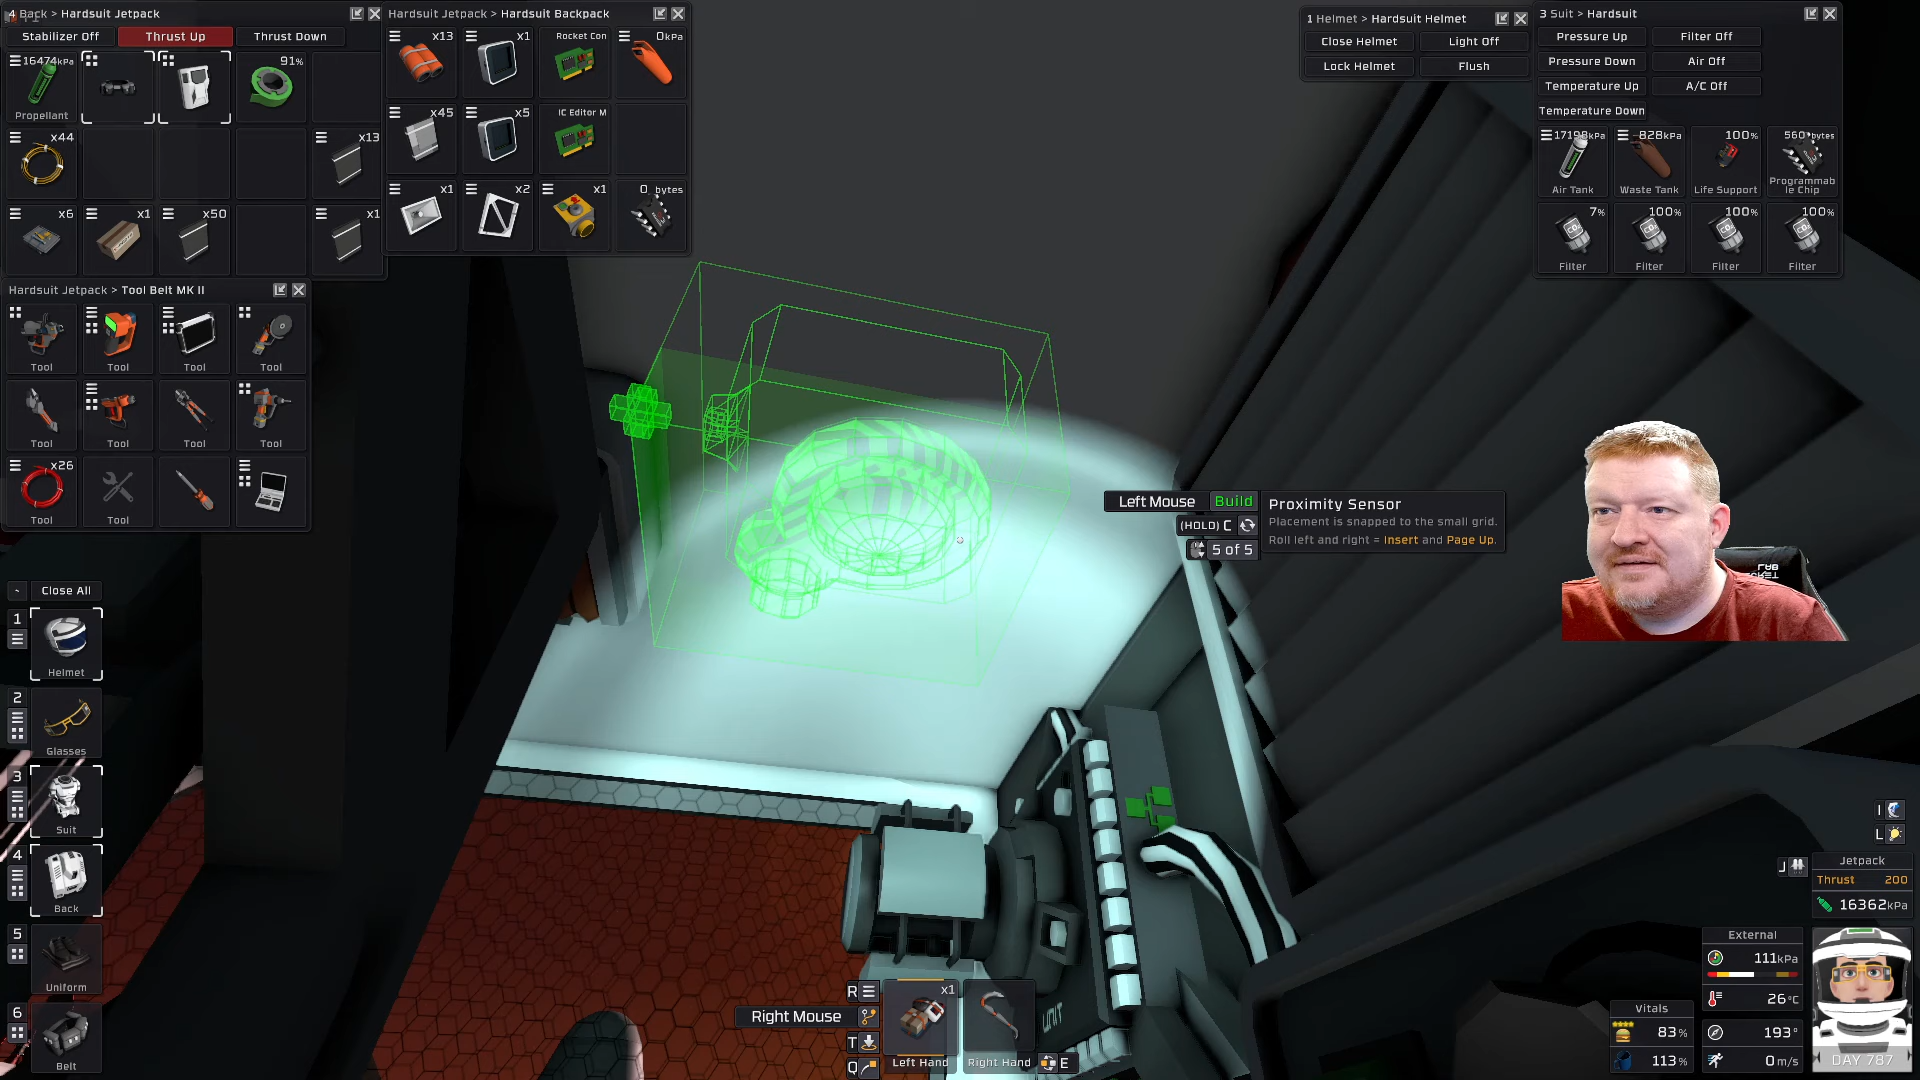 4 Back > Hardsuit Jetpack
Stabilizer Off
Thrust Up
Thrust Down
16474kPa
Propellant
91%
x44
x13
x6
x1
x50
x1
Hardsuit Jetpack > Hardsuit Backpack
x13
x1
Rocket Con
0kPa
x45
x5
IC Editor M
x1
x2
x1
0 bytes
Hardsuit Jetpack > Tool Belt MK II
Tool
Tool
Tool
Tool
Tool
Tool
Tool
Tool
x26
Tool
Tool
1 Helmet > Hardsuit Helmet
Close Helmet
Light Off
Lock Helmet
Flush
3 Suit > Hardsuit
Pressure Up
Filter Off
Pressure Down
Air Off
Temperature Up
A/C Off
Temperature Down
828kPa
100%
560 bytes
Air Tank
Waste Tank
Life Support
Programmab
le Chip
7%
100%
100%
100%
Filter
Filter
Filter
Filter
Left Mouse
Build
(HOLD) C
5 of 5
Proximity Sensor
Placement is snapped to the small grid.
Roll left and right = Insert and Page Up.
~
Close All
1
Helmet
2
Glasses
3
Suit
4
Back
5
Uniform
6
Belt
R
x1
Right Mouse
T
Q
Left Hand
Right Hand
E
UNIT
I
L
J
Jetpack
Thrust 200
16362kPa
External
111kPa
26°C
193°
0m/s
Vitals
83%
113%
DAY 787